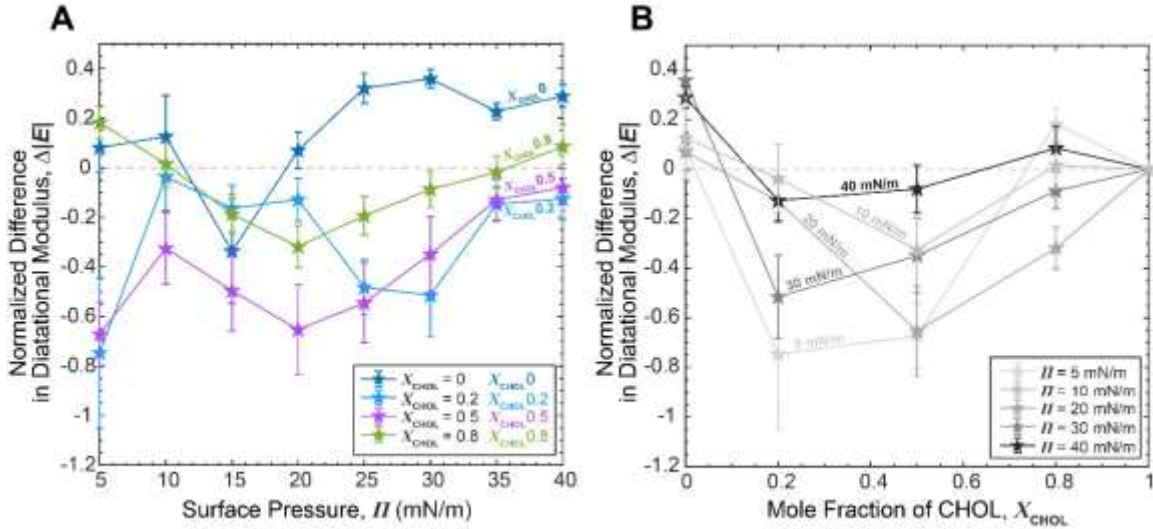 A
Normalized Difference
in Diatational Modulus, Δ|E|
0.4
0.2
0
-0.2
-0.4
-0.6
-0.8
-1
-1.2
5
10
15
20
25
30
35
40
Surface Pressure, Π (mN/m)
X_CHOL 0
X_CHOL 0.8
X_CHOL 0.5
X_CHOL 0.2
X_CHOL = 0 X_CHOL 0
X_CHOL = 0.2 X_CHOL 0.2
X_CHOL = 0.5 X_CHOL 0.5
X_CHOL = 0.8 X_CHOL 0.8
B
Normalized Difference
in Diatational Modulus, Δ|E|
0.4
0.2
0
-0.2
-0.4
-0.6
-0.8
-1
-1.2
0
0.2
0.4
0.6
0.8
1
Mole Fraction of CHOL, X_CHOL
40 mN/m
10 mN/m
20 mN/m
30 mN/m
5 mN/m
Π = 5 mN/m
Π = 10 mN/m
Π = 20 mN/m
Π = 30 mN/m
Π = 40 mN/m